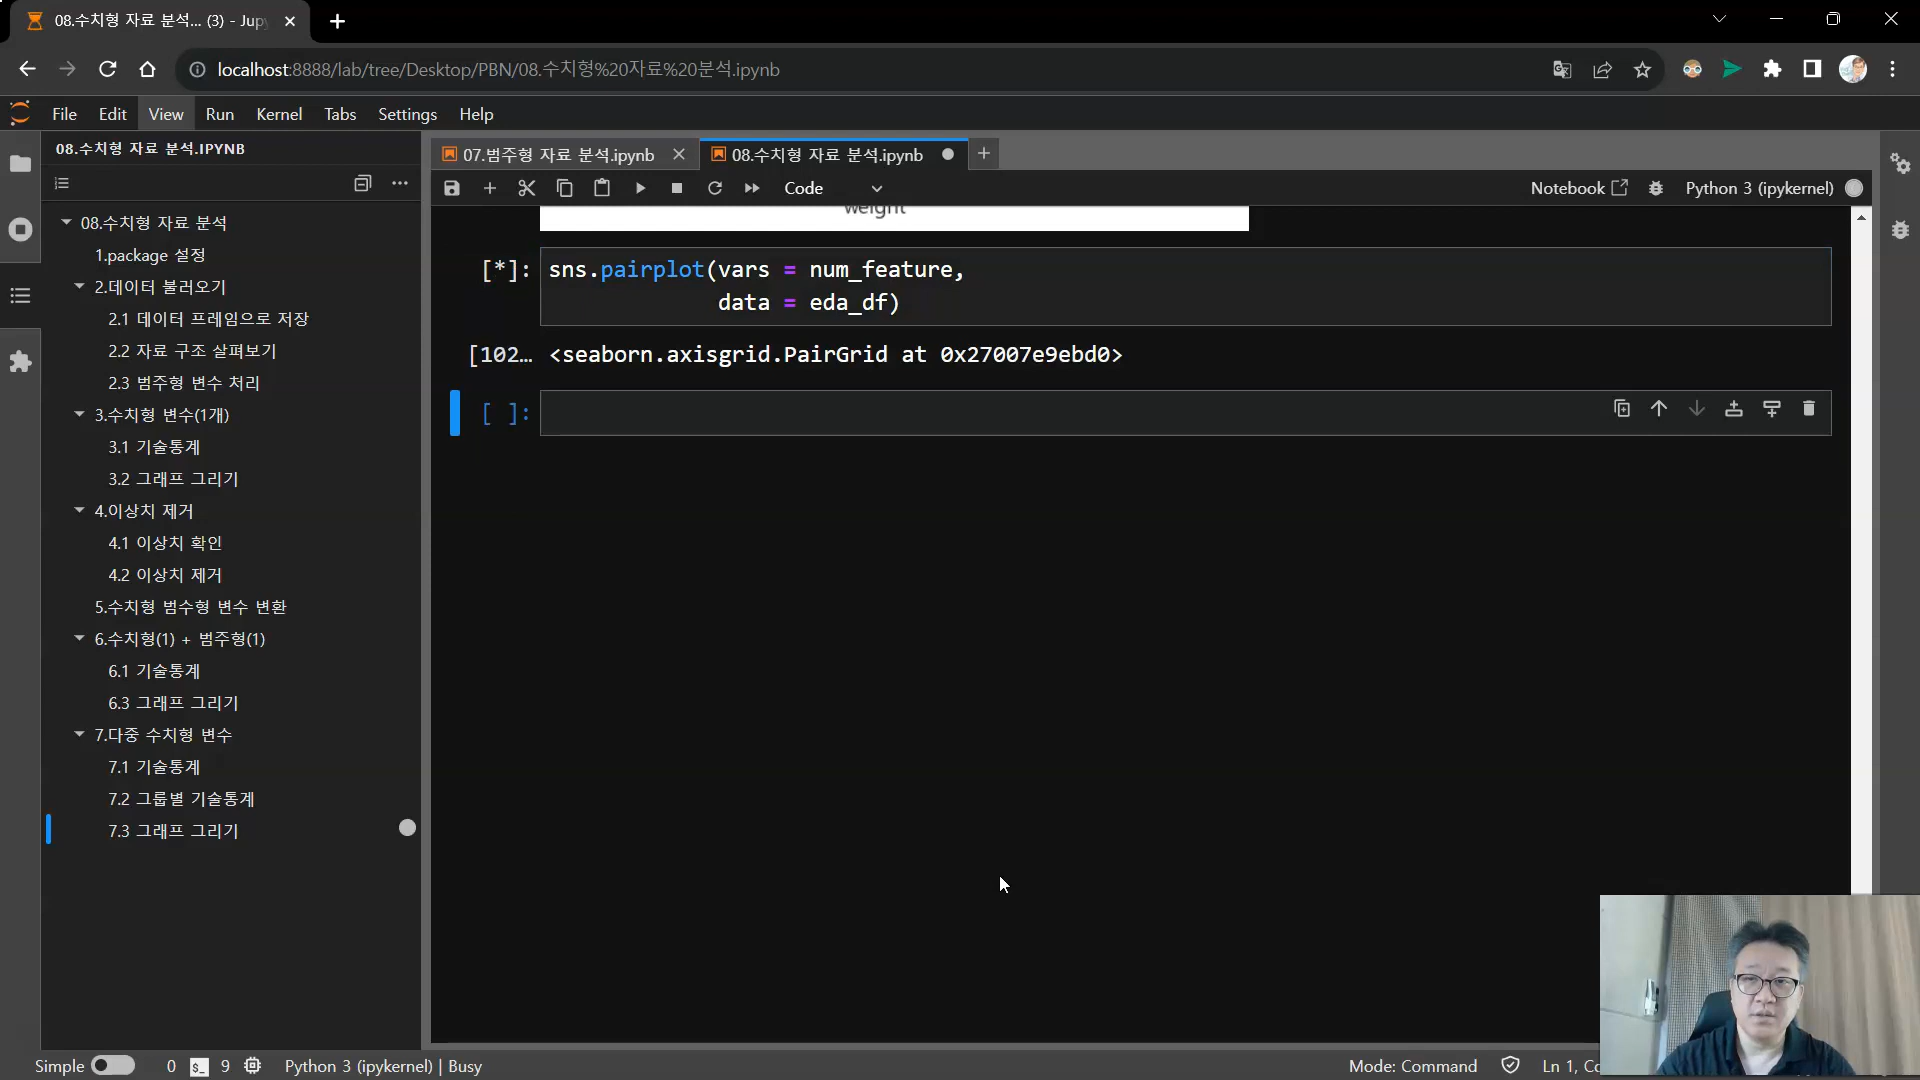 08.수치형 자료 분석... (3) - Jup
localhost:8888/lab/tree/Desktop/PBN/08.수치형%20자료%20분석.ipynb
File Edit View Run Kernel Tabs Settings Help
08.수치형 자료 분석.IPYNB
08.수치형 자료 분석
1.package 설정
2.데이터 불러오기
2.1 데이터 프레임으로 저장
2.2 자료 구조 살펴보기
2.3 범주형 변수 처리
3.수치형 변수(1개)
3.1 기술통계
3.2 그래프 그리기
4.이상치 제거
4.1 이상치 확인
4.2 이상치 제거
5.수치형 범수형 변수 변환
6.수치형(1) + 범주형(1)
6.1 기술통계
6.3 그래프 그리기
7.다중 수치형 변수
7.1 기술통계
7.2 그룹별 기술통계
7.3 그래프 그리기
07.범주형 자료 분석.ipynb
08.수치형 자료 분석.ipynb
Code
Notebook
Python 3 (ipykernel)
weight
[*]: sns.pairplot(vars = num_feature,
data = eda_df)
[102… <seaborn.axisgrid.PairGrid at 0x27007e9ebd0>
[ ]:
Simple 0 9 Python 3 (ipykernel) | Busy
Mode: Command Ln 1,